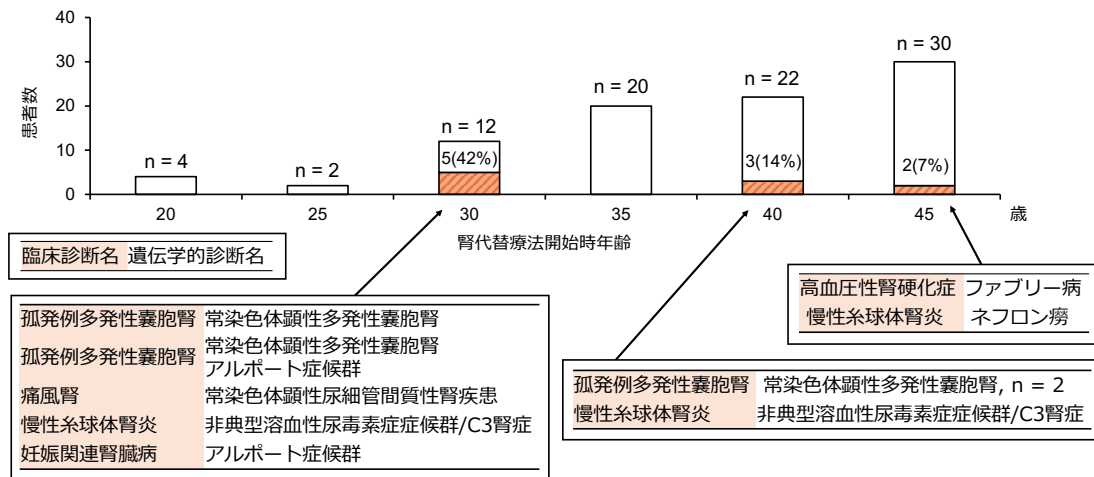 40
30
20
10
0
患者数
n = 4
n = 2
n = 12
5(42%)
n = 20
n = 22
3(14%)
n = 30
2(7%)
20 25 30 35 40 45 歳
腎代替療法開始時年齢
臨床診断名 遺伝学的診断名
孤発例多発性嚢胞腎 常染色体顕性多発性嚢胞腎
孤発例多発性嚢胞腎 常染色体顕性多発性嚢胞腎
アルポート症候群
痛風腎 常染色体顕性尿細管間質性腎疾患
慢性糸球体腎炎 非典型溶血性尿毒素症症候群/C3腎症
妊娠関連腎臓病 アルポート症候群
孤発例多発性嚢胞腎 常染色体顕性多発性嚢胞腎, n = 2
慢性糸球体腎炎 非典型溶血性尿毒素症症候群/C3腎症
高血圧性腎硬化症 ファブリー病
慢性糸球体腎炎 ネフロン癆